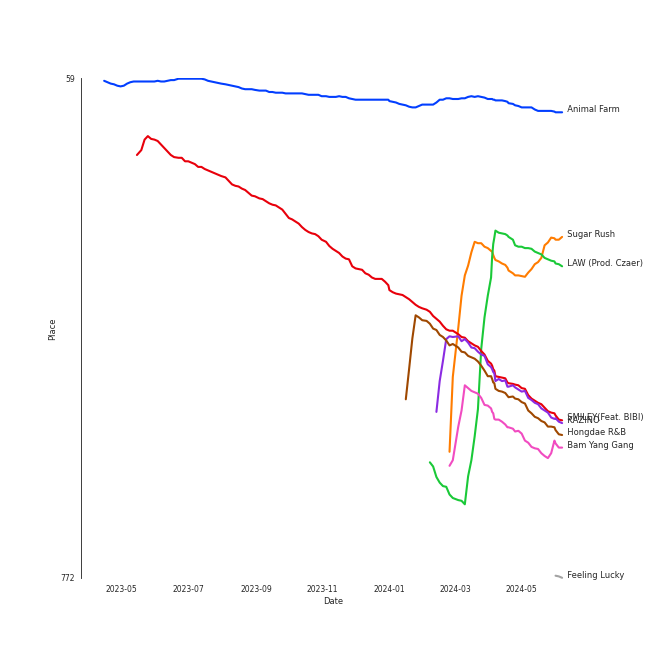 59
Animal Farm
Sugar Rush
LAW (Prod. Czaer)
Place
SMILEY(Feat. BIBI)
KAZINO
Hongdae R&B
Bam Yang Gang
Feeling Lucky
772
2023-05 2023-07 2023-09 2023-11 2024-01 2024-03 2024-05
Date